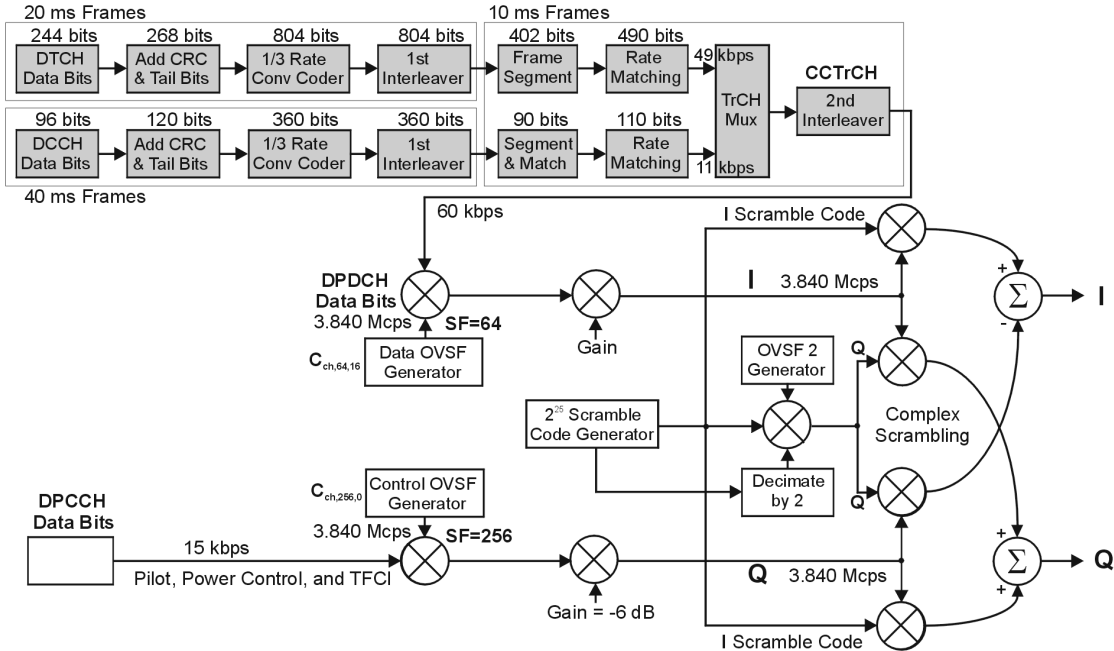 20 ms Frames
10 ms Frames
244 bits
268 bits
804 bits
804 bits
402 bits
490 bits
DTCH
Data Bits
Add CRC
& Tail Bits
1/3 Rate
Conv Coder
1st
Interleaver
Frame
Segment
Rate
Matching
49 kbps
TrCH
Mux
CCTrCH
2nd
Interleaver
96 bits
120 bits
360 bits
360 bits
90 bits
110 bits
DCCH
Data Bits
Add CRC
& Tail Bits
1/3 Rate
Conv Coder
1st
Interleaver
Segment
& Match
Rate
Matching
11 kbps
40 ms Frames
60 kbps
I Scramble Code
DPDCH
Data Bits
3.840 Mcps
SF=64
I 3.840 Mcps
+
Σ
-
I
Gain
C ch,64,16
Data OVSF
Generator
OVSF 2
Generator
Q
2^25 Scramble
Code Generator
Complex
Scrambling
Decimate
by 2
Q
C ch,256,0
Control OVSF
Generator
3.840 Mcps
SF=256
DPCCH
Data Bits
15 kbps
Pilot, Power Control, and TFCI
Q 3.840 Mcps
+
Σ
+
Q
Gain = -6 dB
I Scramble Code